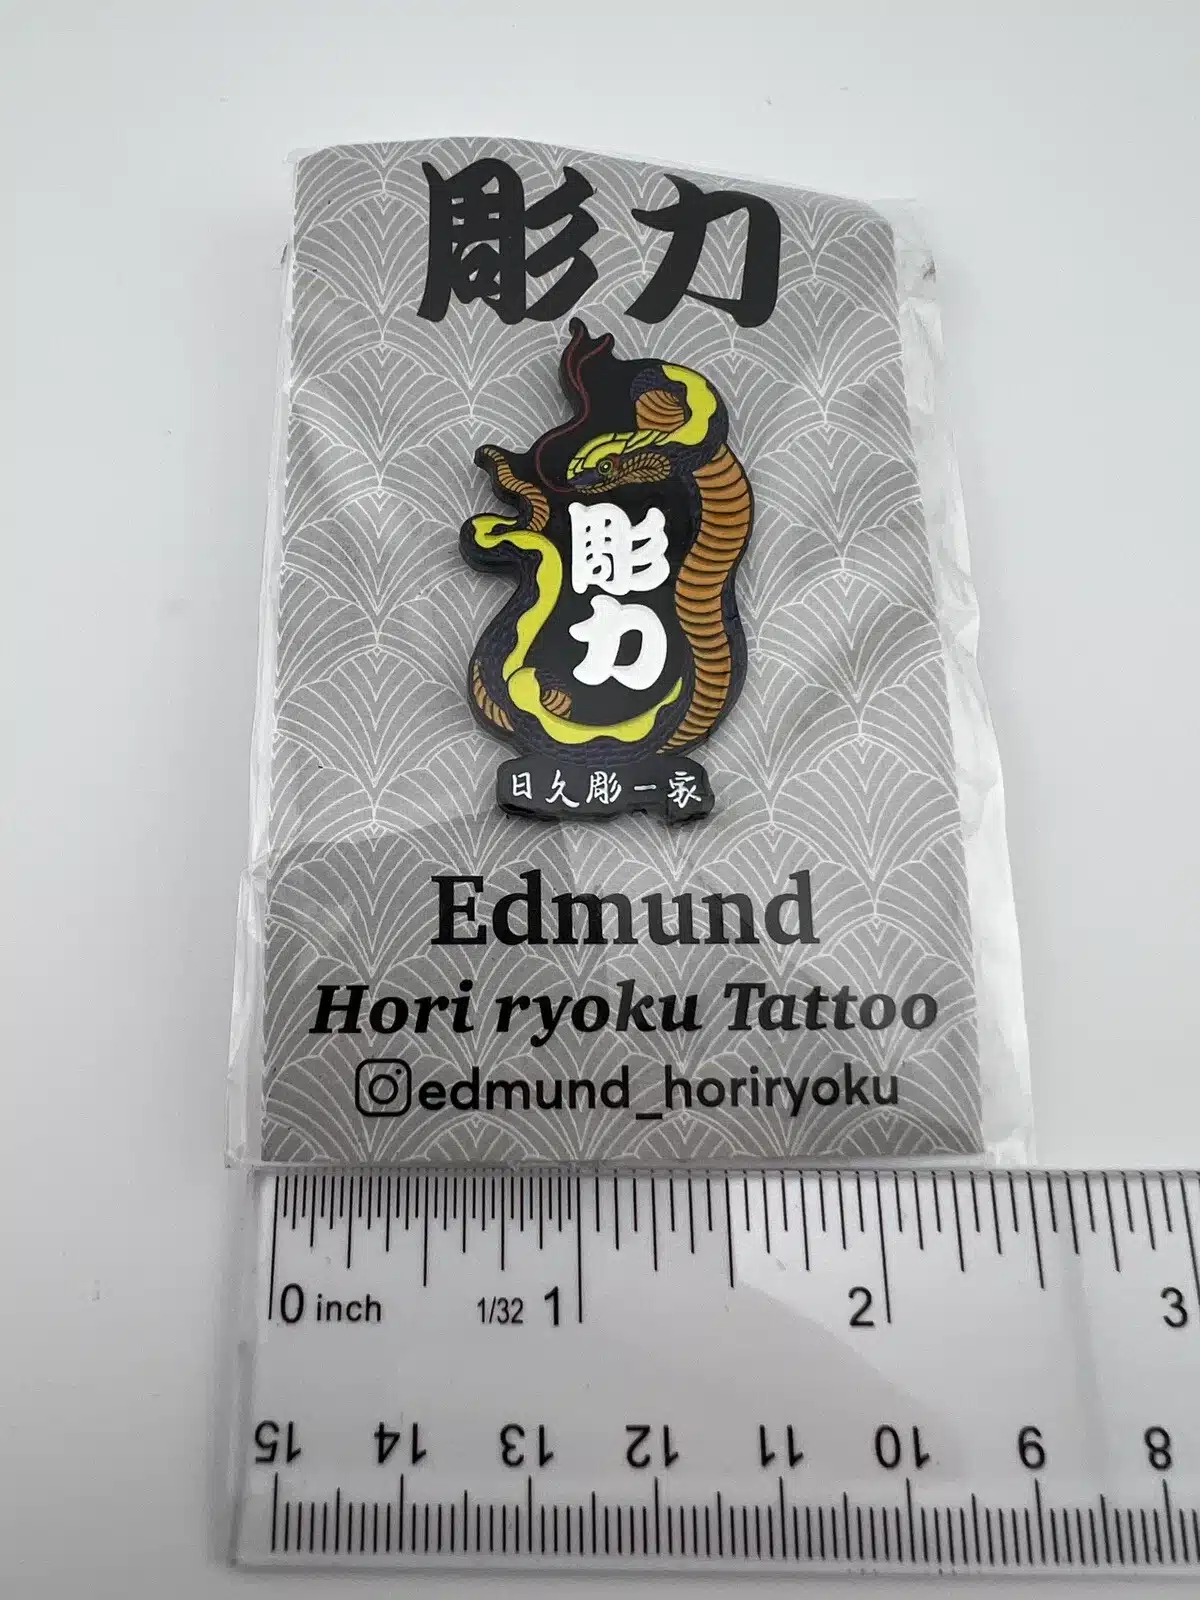 彫力
彫
力
日久彫一家
Edmund
Hori ryoku Tattoo
edmund_horiryoku
0 inch 1/32 1 2 3
15 14 13 12 11 10 9 8